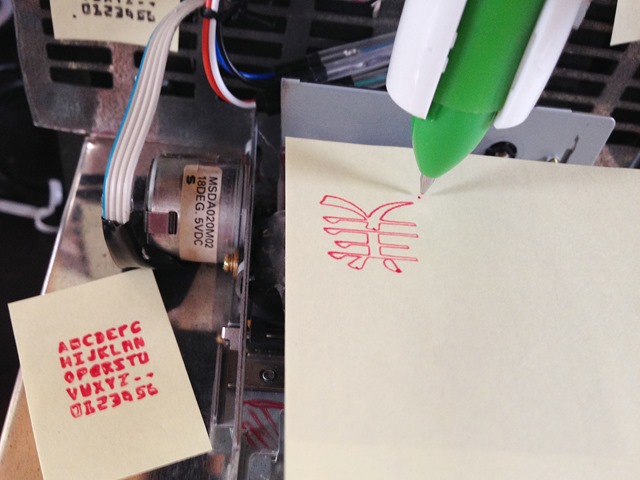 MSDA020M02
18DEG. 5VDC
S
ABCDEFG
HIJKLMN
OPQRSTU
VWXYZ--
0123456